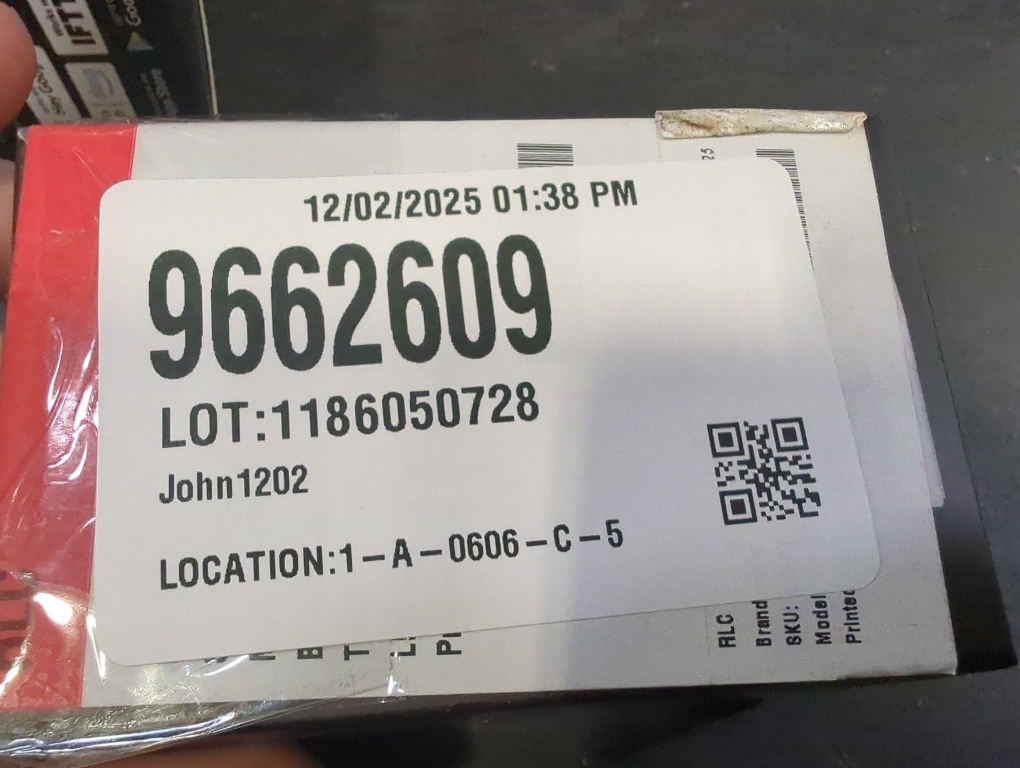 IFTT
12/02/2025 01:38 PM
9662609
LOT:1186050728
John1202
LOCATION:1-A-0606-C-5
RLC
Brand
SKU:
Model
Printed